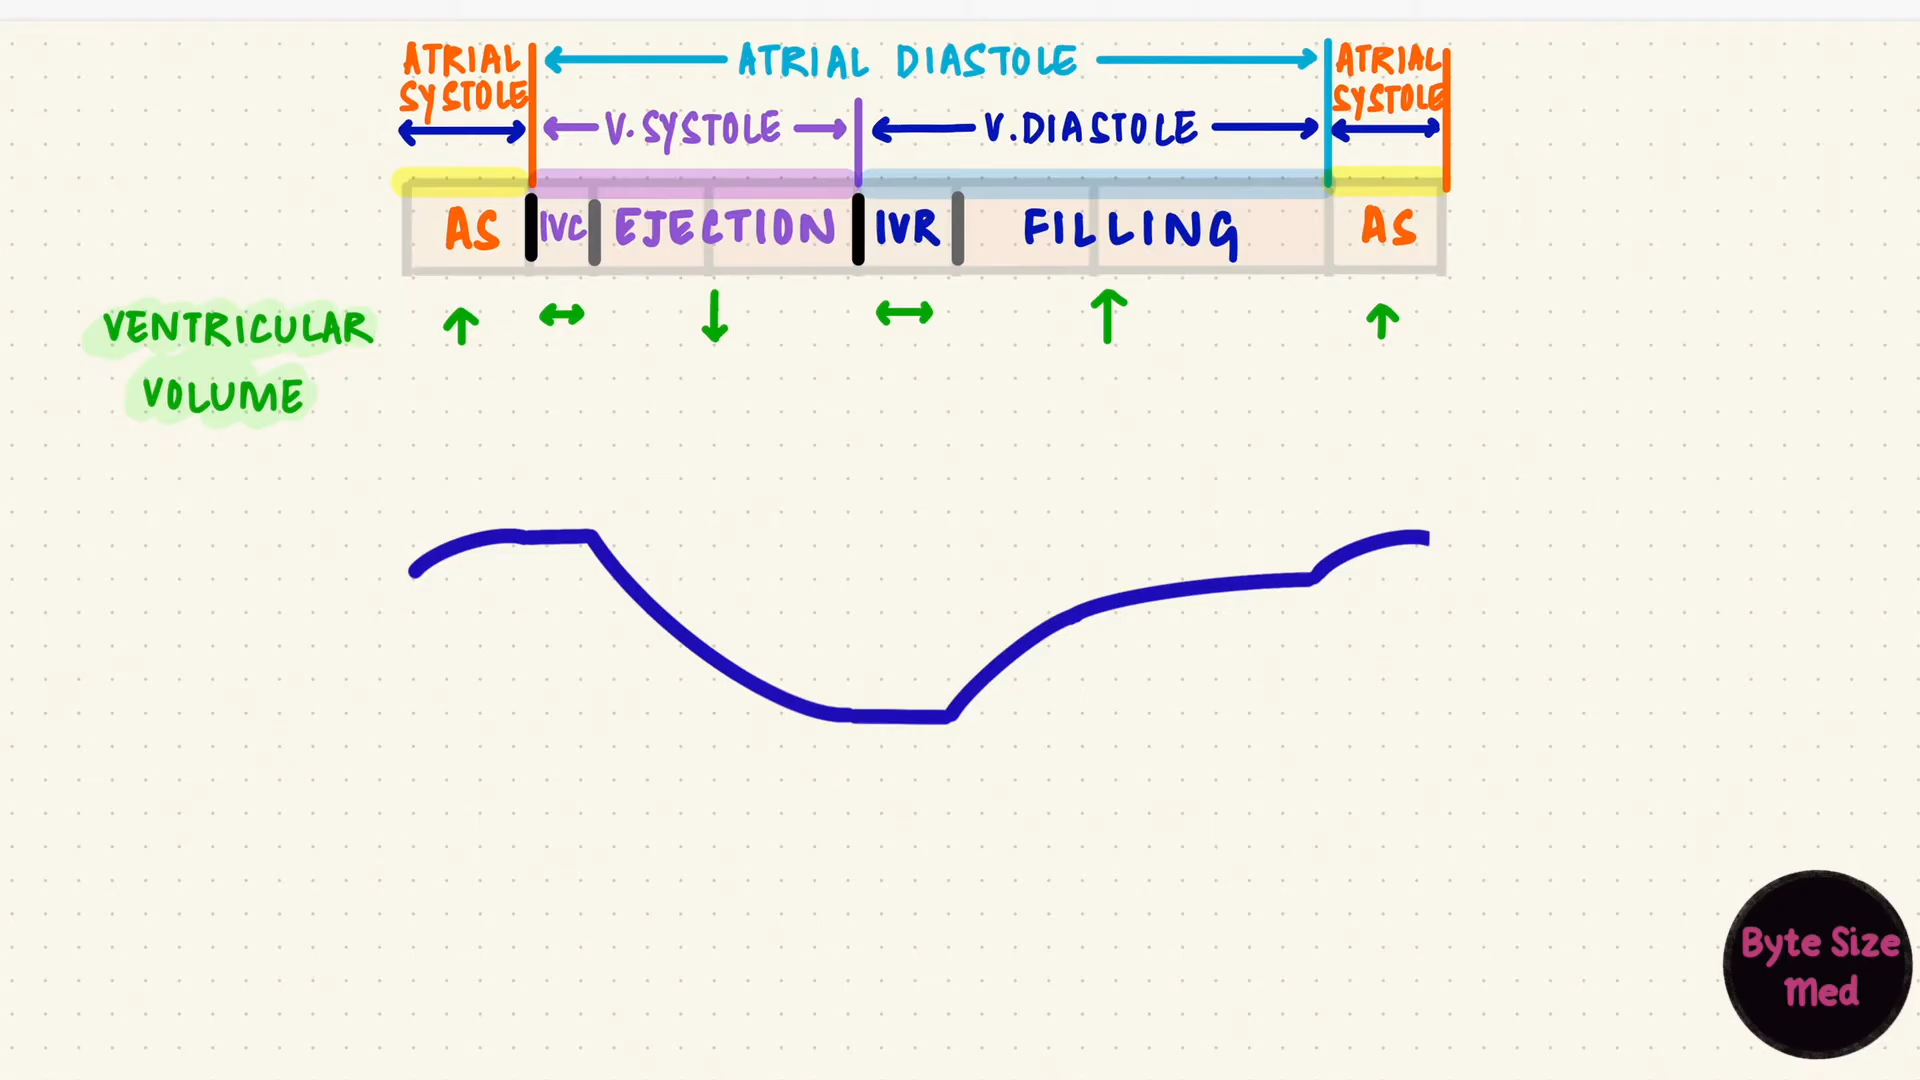 ATRIAL SYSTOLE
ATRIAL DIASTOLE
ATRIAL SYSTOLE
V.SYSTOLE
V.DIASTOLE
AS
IVC
EJECTION
IVR
FILLING
AS
VENTRICULAR
VOLUME
Byte Size
Med